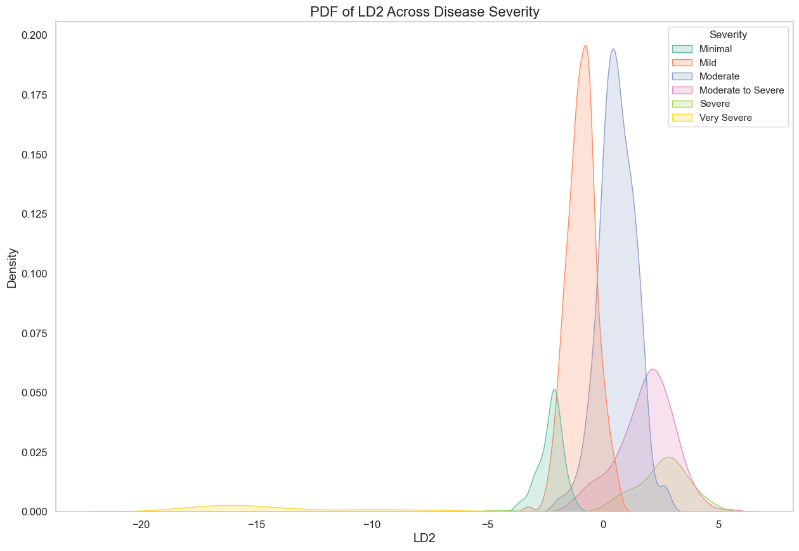 PDF of LD2 Across Disease Severity
Severity
Minimal
Mild
Moderate
Moderate to Severe
Severe
Very Severe
0.200
0.175
0.150
0.125
0.100
0.075
0.050
0.025
0.000
Density
−20
−15
−10
−5
0
5
LD2